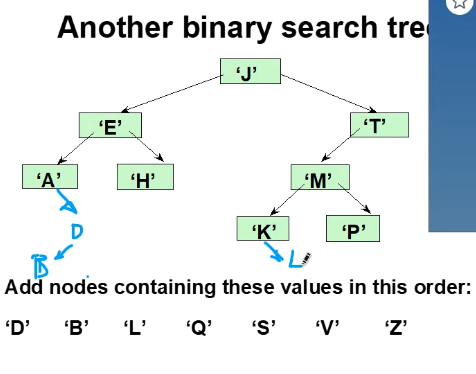 Another binary search tre
'J'
'E' 'T'
'A' 'H' 'M'
D 'K' 'P'
B L
Add nodes containing these values in this order:
'D' 'B' 'L' 'Q' 'S' 'V' 'Z'